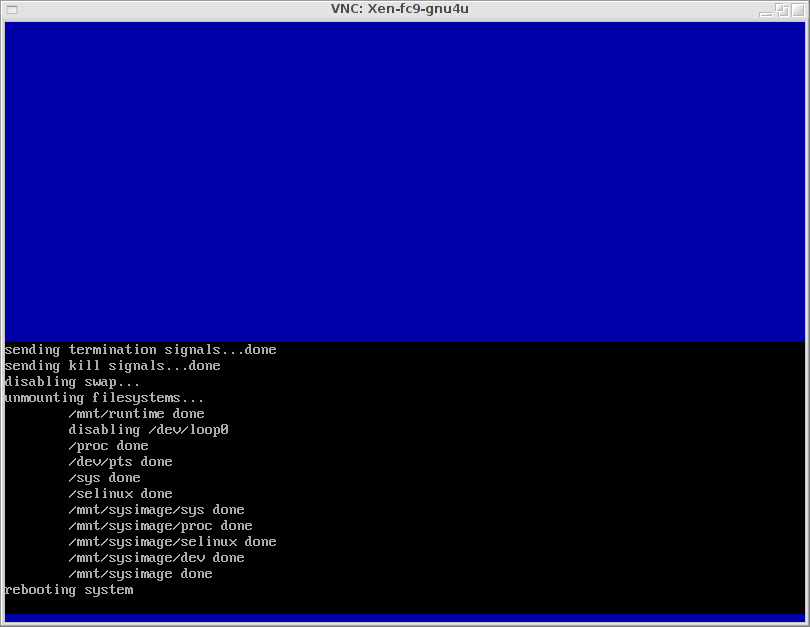 VNC: Xen-fc9-gnu4u
sending termination signals...done
sending kill signals...done
disabling swap...
unmounting filesystems...
/mnt/runtime done
disabling /dev/loop0
/proc done
/dev/pts done
/sys done
/selinux done
/mnt/sysimage/sys done
/mnt/sysimage/proc done
/mnt/sysimage/selinux done
/mnt/sysimage/dev done
/mnt/sysimage done
rebooting system